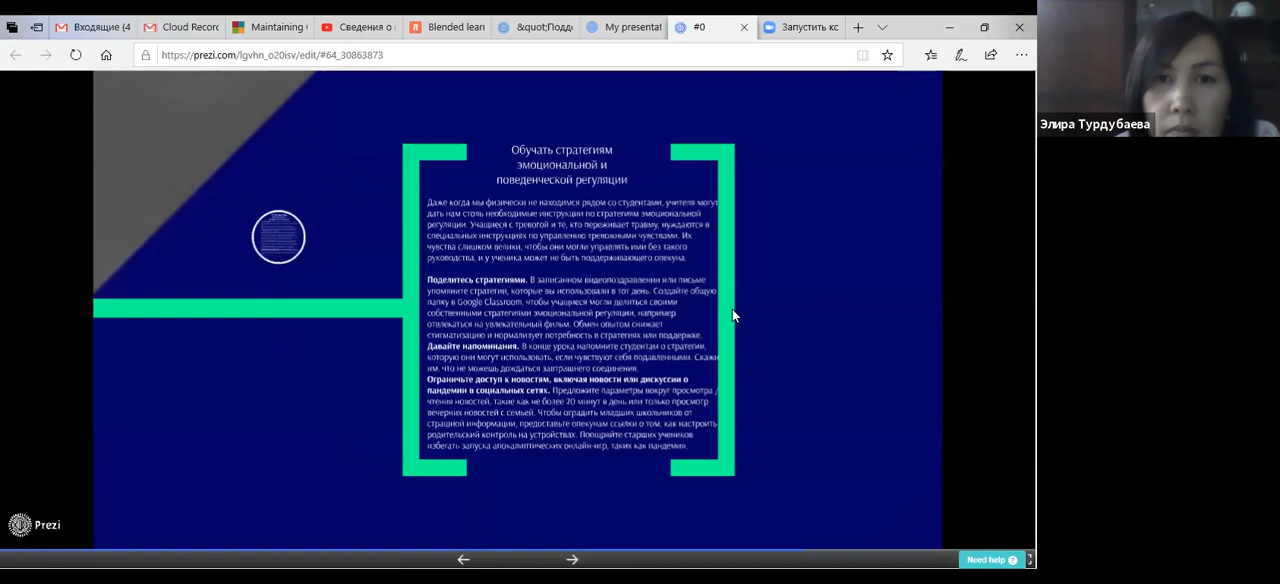 Входящие (4
Cloud Recor
Maintaining
Сведения о
Blended learn
&quot;Подд
My presentat
#0
Запустить кс
https://prezi.com/lgvhn_o20isv/edit/#64_30863873
Элира Турдубаева
Обучать стратегиям
эмоциональной и
поведенческой регуляции
Даже когда мы физически не находимся рядом со студентами, учителя могут
дать нам столь необходимые инструкции по стратегиям эмоциональной
регуляции. Учащиеся с тревогой и те, кто переживает травму, нуждаются в
специальных инструкциях по управлению тревожными чувствами. Их
чувства слишком велики, чтобы они могли управлять ими без такого
руководства, и у ученика может не быть поддерживающего опекуна.
Поделитесь стратегиями. В записанном видеопоздравлении или письме
упомяните стратегии, которые вы использовали в тот день. Создайте общую
папку в Google Classroom, чтобы учащиеся могли делиться своими
собственными стратегиями эмоциональной регуляции, например
отвлекаться на увлекательный фильм. Обмен опытом снижает
стигматизацию и нормализует потребность в стратегиях или поддержке.
Давайте напоминания. В конце урока напомните студентам о стратегии,
которую они могут использовать, если чувствуют себя подавленными. Скажи
им, что не можешь дождаться завтрашнего соединения.
Ограничьте доступ к новостям, включая новости или дискуссии о
пандемии в социальных сетях. Предложите параметры вокруг просмотра /
чтения новостей, такие как не более 20 минут в день или только просмотр
вечерних новостей с семьей. Чтобы оградить младших школьников от
страшной информации, предоставьте опекунам ссылки о том, как настроить
родительский контроль на устройствах. Поощряйте старших учеников
избегать запуска апокалиптических онлайн-игр, таких как пандемия.
Prezi
Need help ?